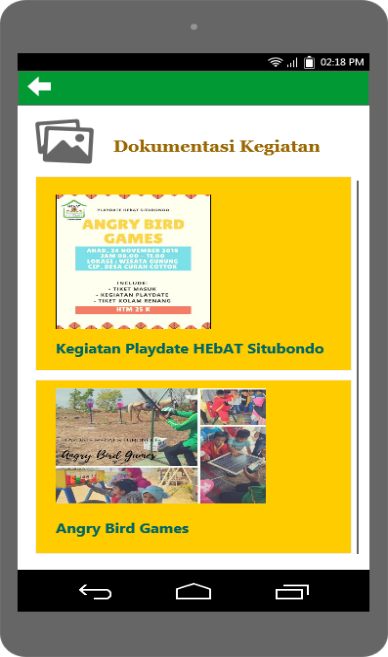 02:18 PM
Dokumentasi Kegiatan
PLAYDATE HEBAT SITUBONDO
ANGRY BIRD
GAMES
AHAD, 24 NOVEMBER 2019
JAM 08.00 - 11.00
LOKASI : WISATA GUNUNG
CIP, DESA CURAH COTTOK
INCLUDE:
- TIKET MASUK
- KEGIATAN PLAYDATE
- TIKET KOLAM RENANG
HTM 25 K
Kegiatan Playdate HEbAT Situbondo
Angry Bird Games
Angry Bird Games